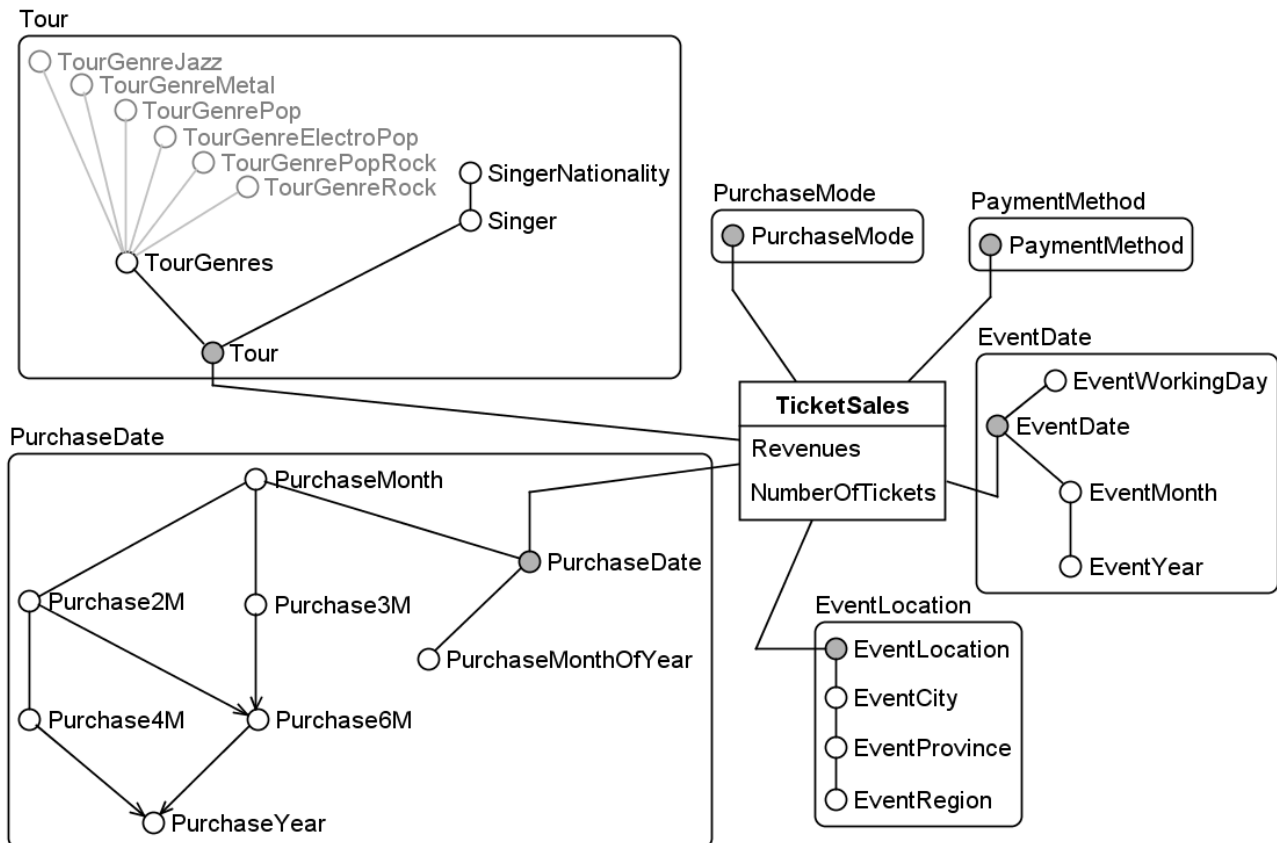 Tour
TourGenreJazz
TourGenreMetal
TourGenrePop
TourGenreElectroPop
TourGenrePopRock
TourGenreRock
SingerNationality
Singer
TourGenres
Tour
PurchaseMode
PurchaseMode
PaymentMethod
PaymentMethod
TicketSales
Revenues
NumberOfTickets
EventDate
EventWorkingDay
EventDate
EventMonth
EventYear
PurchaseDate
PurchaseMonth
PurchaseDate
Purchase2M
Purchase3M
PurchaseMonthOfYear
Purchase4M
Purchase6M
PurchaseYear
EventLocation
EventLocation
EventCity
EventProvince
EventRegion